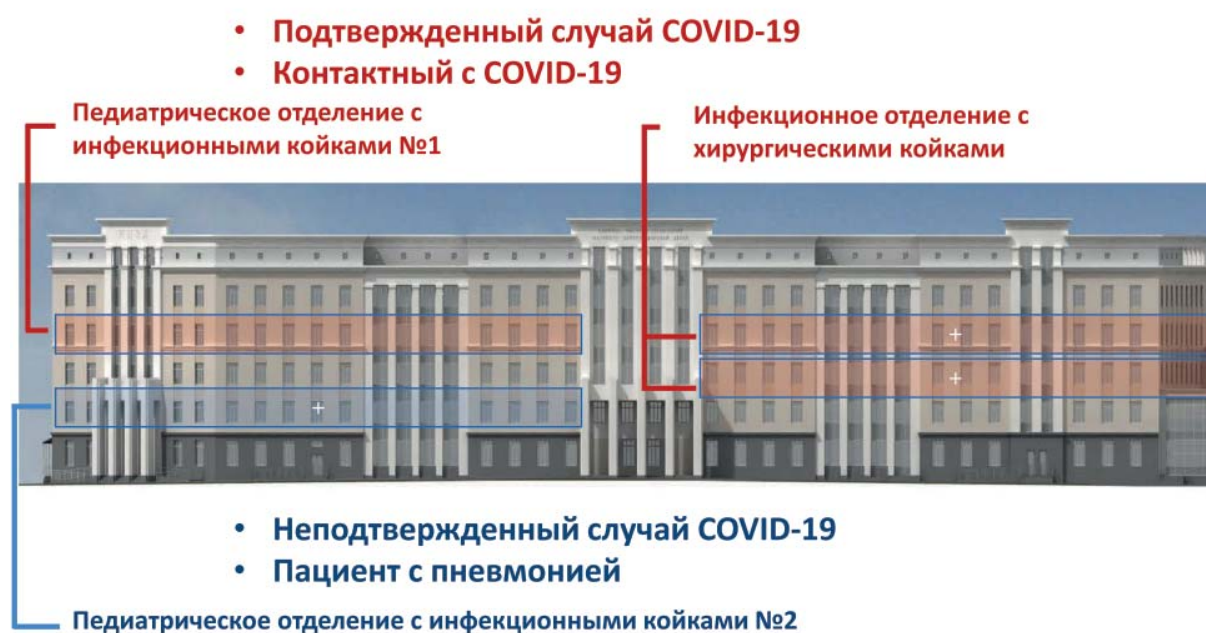 • Подтвержденный случай COVID-19
• Контактный с COVID-19
Педиатрическое отделение с
инфекционными койками №1
Инфекционное отделение с
хирургическими койками
• Неподтвержденный случай COVID-19
• Пациент с пневмонией
Педиатрическое отделение с инфекционными койками №2